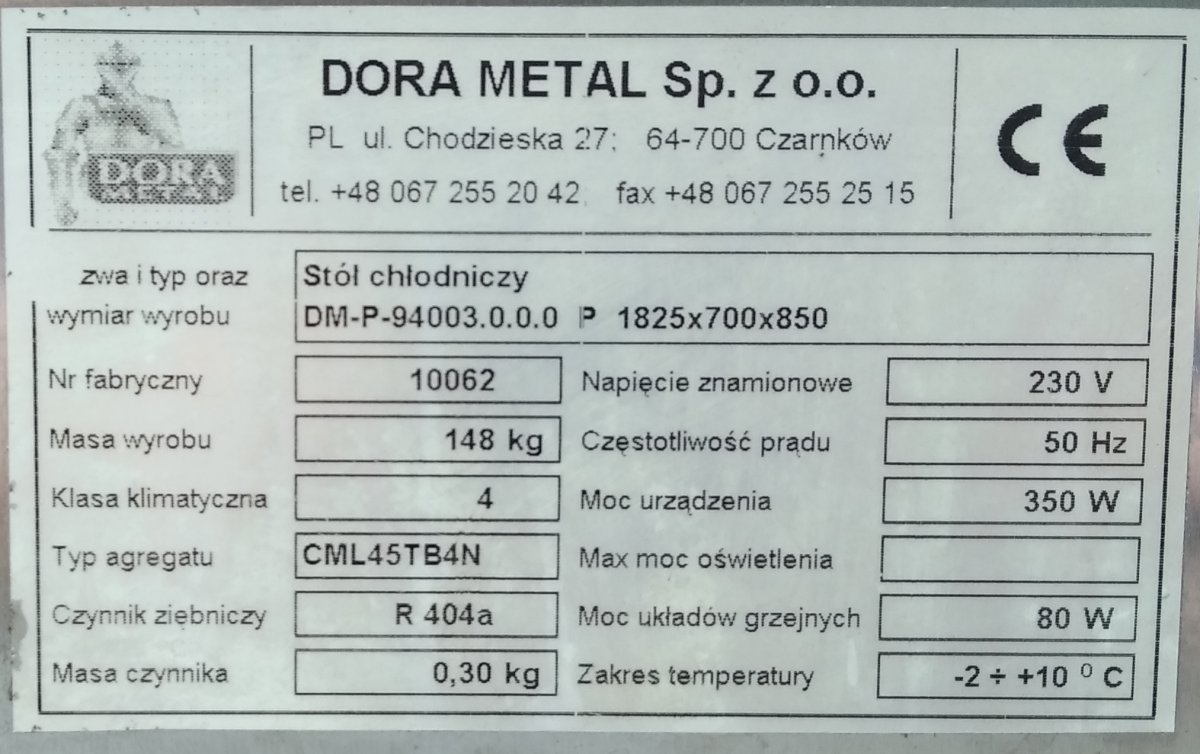 DORA METAL Sp. z o.o.
PL ul. Chodzieska 27; 64-700 Czarnków
tel. +48 067 255 20 42 fax +48 067 255 25 15
DORA
METAL
CE
zwa i typ oraz
wymiar wyrobu
Stół chłodniczy
DM-P-94003.0.0.0 P 1825x700x850
Nr fabryczny 10062 Napięcie znamionowe 230 V
Masa wyrobu 148 kg Częstotliwość prądu 50 Hz
Klasa klimatyczna 4 Moc urządzenia 350 W
Typ agregatu CML45TB4N Max moc oświetlenia
Czynnik ziębniczy R 404a Moc układów grzejnych 80 W
Masa czynnika 0,30 kg Zakres temperatury -2 ÷ +10 ⁰ C